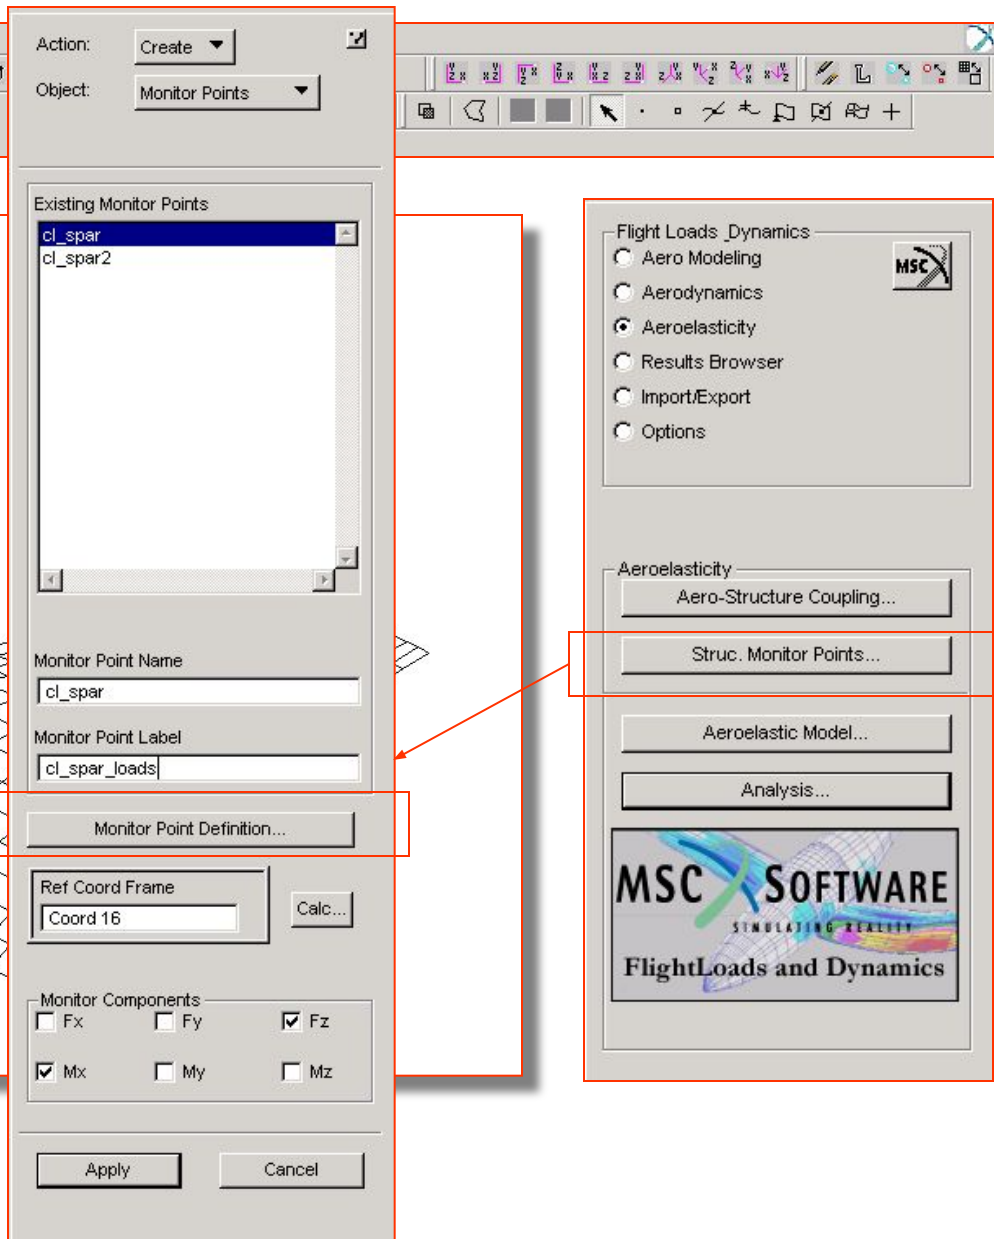 Action:
Create
Object:
Monitor Points
Existing Monitor Points
cl_spar
cl_spar2
Monitor Point Name
cl_spar
Monitor Point Label
cl_spar_loads
Monitor Point Definition...
Ref Coord Frame
Coord 16
Calc...
Monitor Components
Fx Fy Fz
Mx My Mz
Apply Cancel
Flight Loads _Dynamics
MSC
Aero Modeling
Aerodynamics
Aeroelasticity
Results Browser
Import/Export
Options
Aeroelasticity
Aero-Structure Coupling...
Struc. Monitor Points...
Aeroelastic Model...
Analysis...
MSC SOFTWARE
SIMULATING REALITY
FlightLoads and Dynamics